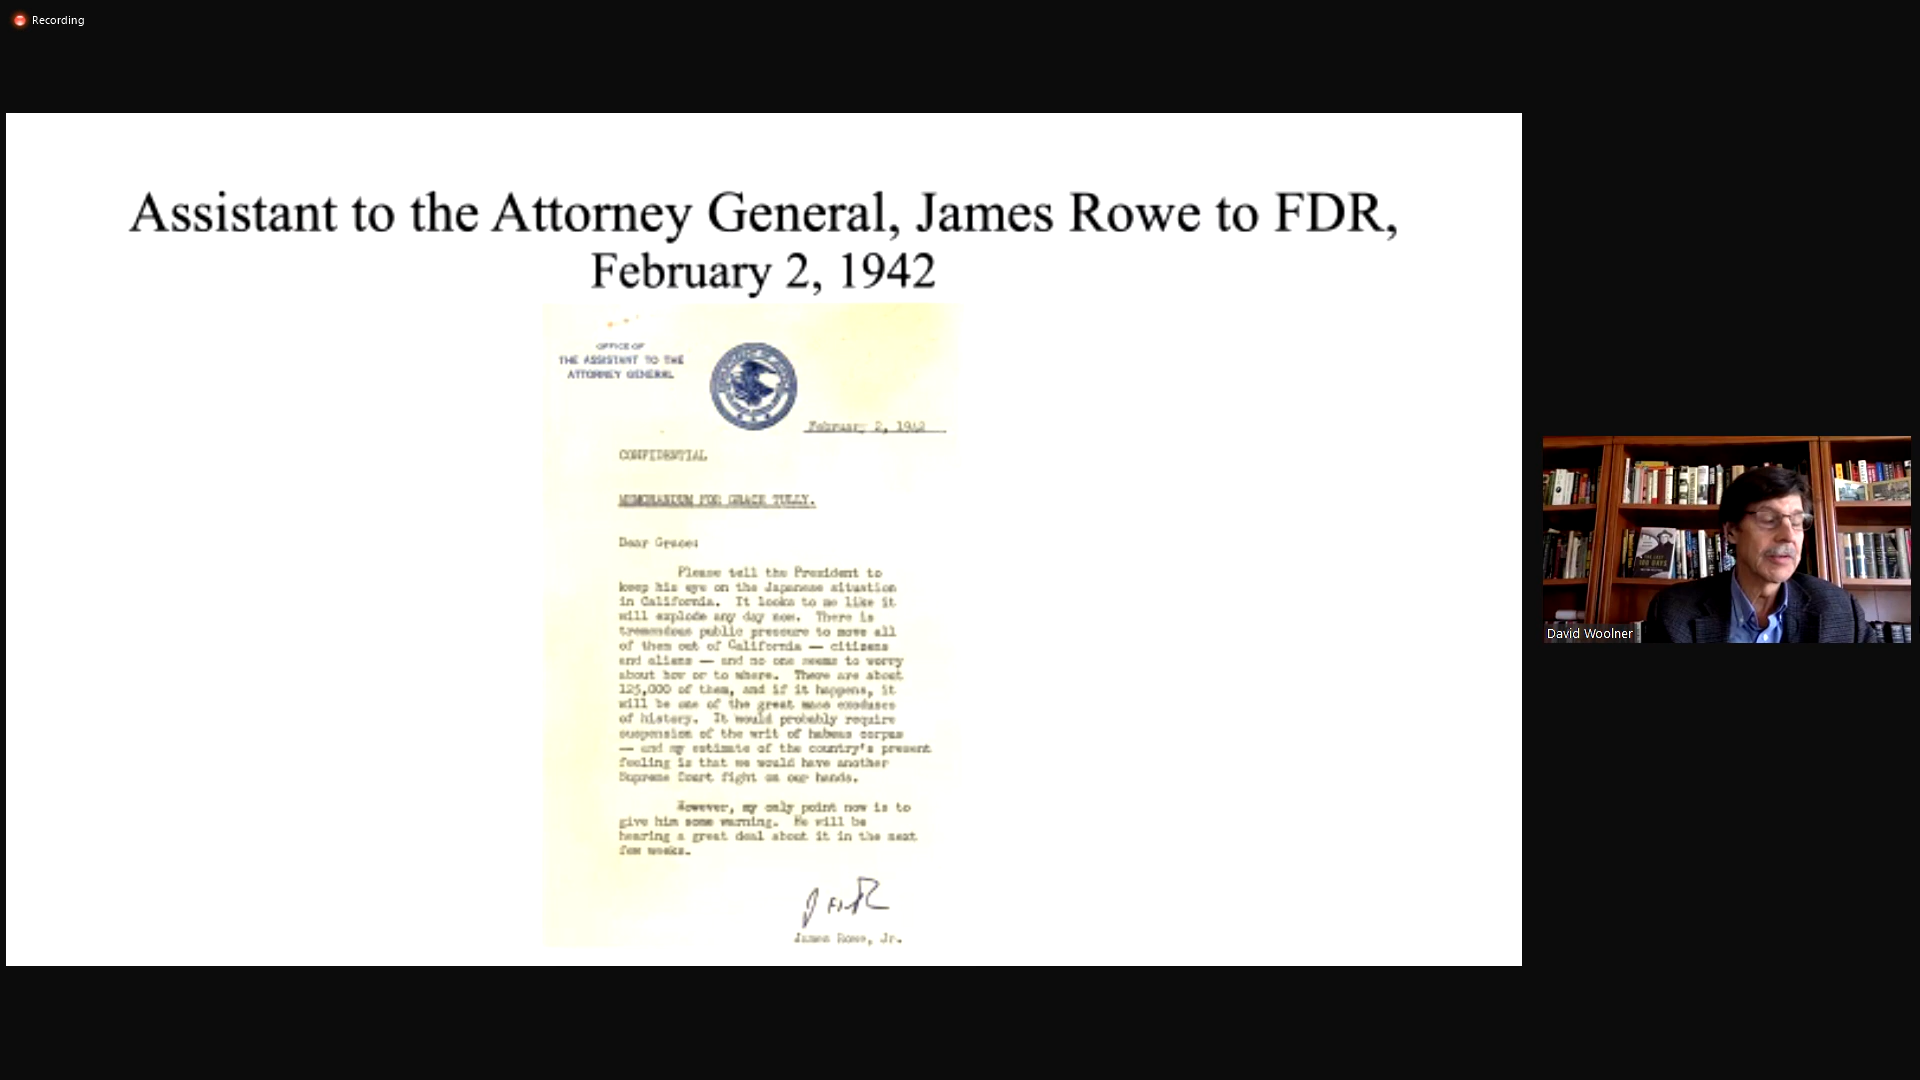 Recording
Assistant to the Attorney General, James Rowe to FDR,
February 2, 1942
OFFICE OF
THE ASSISTANT TO THE
ATTORNEY GENERAL
February 2, 1942
CONFIDENTIAL
MEMORANDUM FOR GRACE TULLY.
Dear Grace:
Please tell the President to
keep his eye on the Japanese situation
in California. It looks to me like it
will explode any day now. There is
tremendous public pressure to move all
of them out of California — citizens
and aliens — and no one seems to worry
about how or to where. There are about
125,000 of them, and if it happens, it
will be one of the great mass exoduses
of history. It would probably require
suspension of the writ of habeas corpus
— and my estimate of the country's present
feeling is that we would have another
Supreme Court fight on our hands.
However, my only point now is to
give him some warning. He will be
hearing a great deal about it in the next
few weeks.
James Rowe, Jr.
THE LAST
100 DAYS
David Woolner